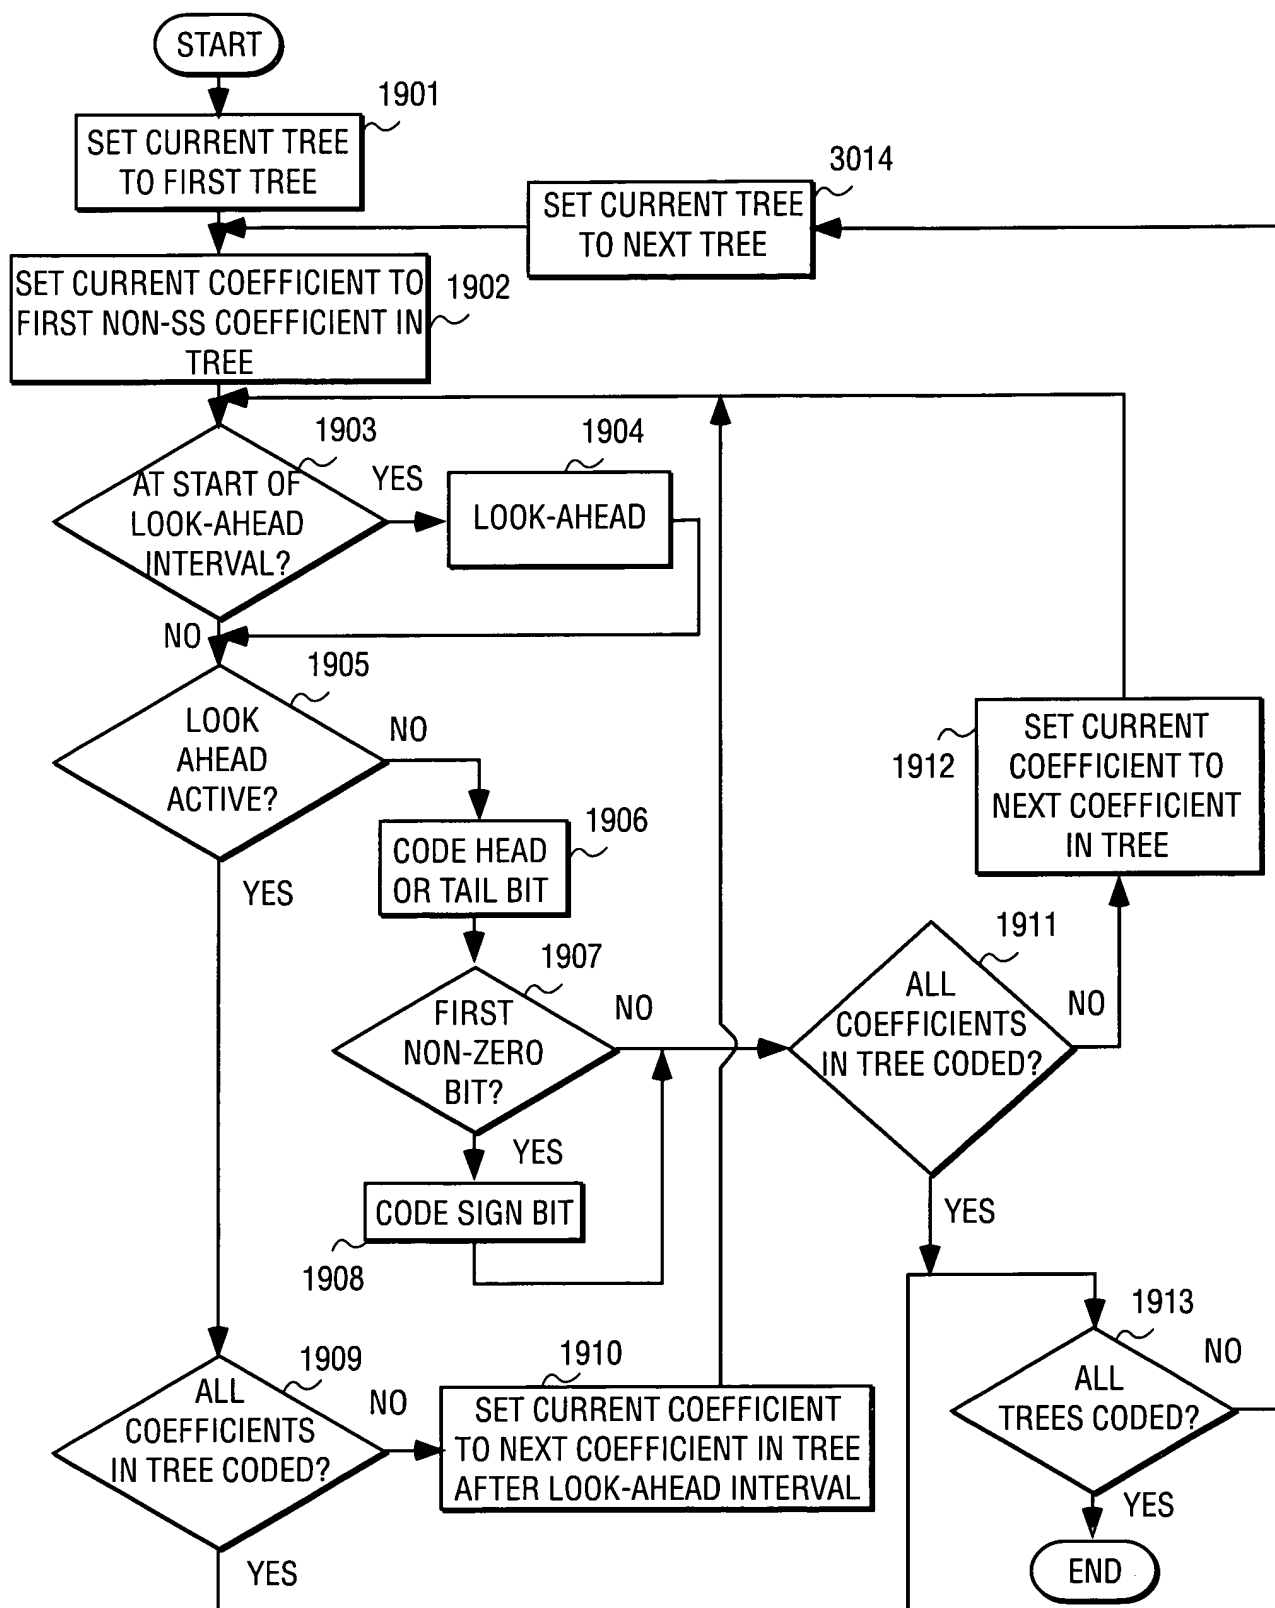 START
1901
SET CURRENT TREE
TO FIRST TREE
3014
SET CURRENT TREE
TO NEXT TREE
SET CURRENT COEFFICIENT TO
FIRST NON-SS COEFFICIENT IN
TREE
1902
1903
AT START OF
LOOK-AHEAD
INTERVAL?
YES
1904
LOOK-AHEAD
NO
1905
LOOK
AHEAD
ACTIVE?
NO
YES
1906
CODE HEAD
OR TAIL BIT
1907
FIRST
NON-ZERO
BIT?
NO
YES
CODE SIGN BIT
1908
1912
SET CURRENT
COEFFICIENT TO
NEXT COEFFICIENT
IN TREE
1911
ALL
COEFFICIENTS
IN TREE CODED?
NO
YES
1909
ALL
COEFFICIENTS
IN TREE CODED?
NO
YES
1910
SET CURRENT COEFFICIENT
TO NEXT COEFFICIENT IN TREE
AFTER LOOK-AHEAD INTERVAL
1913
ALL
TREES CODED?
NO
YES
END